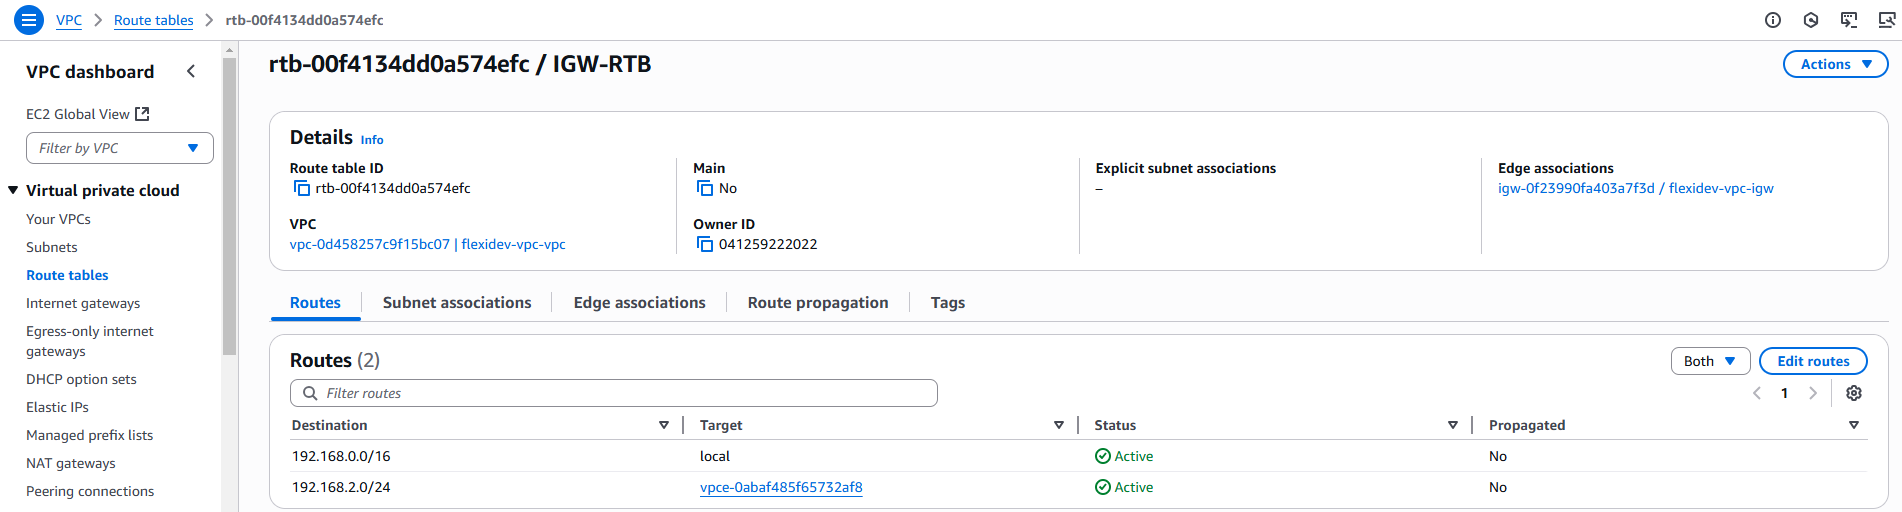 VPC > Route tables > rtb-00f4134dd0a574efc
VPC dashboard
EC2 Global View
Filter by VPC
Virtual private cloud
Your VPCs
Subnets
Route tables
Internet gateways
Egress-only internet
gateways
DHCP option sets
Elastic IPs
Managed prefix lists
NAT gateways
Peering connections
rtb-00f4134dd0a574efc / IGW-RTB
Actions
Details Info
Route table ID
rtb-00f4134dd0a574efc
VPC
vpc-0d458257c9f15bc07 | flexidev-vpc-vpc
Main
No
Owner ID
041259222022
Explicit subnet associations
–
Edge associations
igw-0f23990fa403a7f3d / flexidev-vpc-igw
Routes Subnet associations Edge associations Route propagation Tags
Routes (2)
Both
Edit routes
Filter routes
1
Destination Target Status Propagated
192.168.0.0/16 local Active No
192.168.2.0/24 vpce-0abaf485f65732af8 Active No